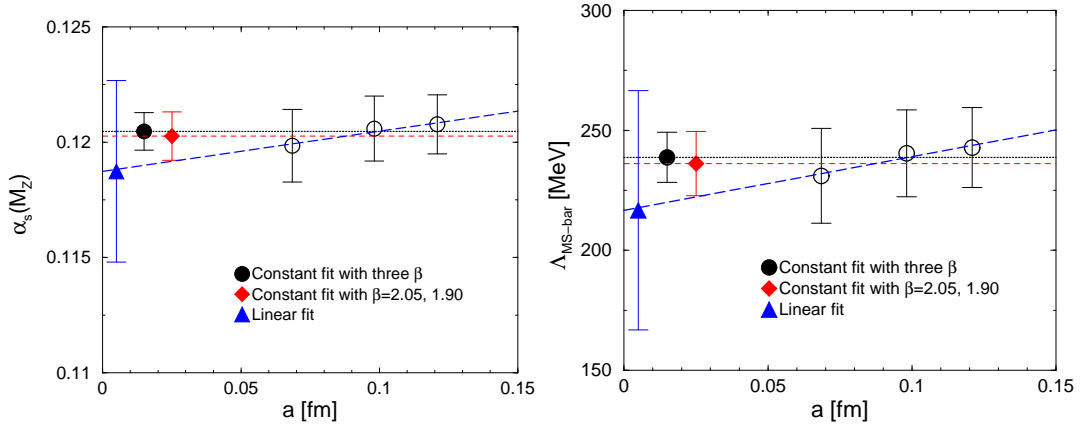 0.125
0.12
0.115
0.11
α_s(M_Z)
0 0.05 0.1 0.15
a [fm]
Constant fit with three β
Constant fit with β=2.05, 1.90
Linear fit
300
250
200
150
Λ_MS−bar [MeV]
0 0.05 0.1 0.15
a [fm]
Constant fit with three β
Constant fit with β=2.05, 1.90
Linear fit